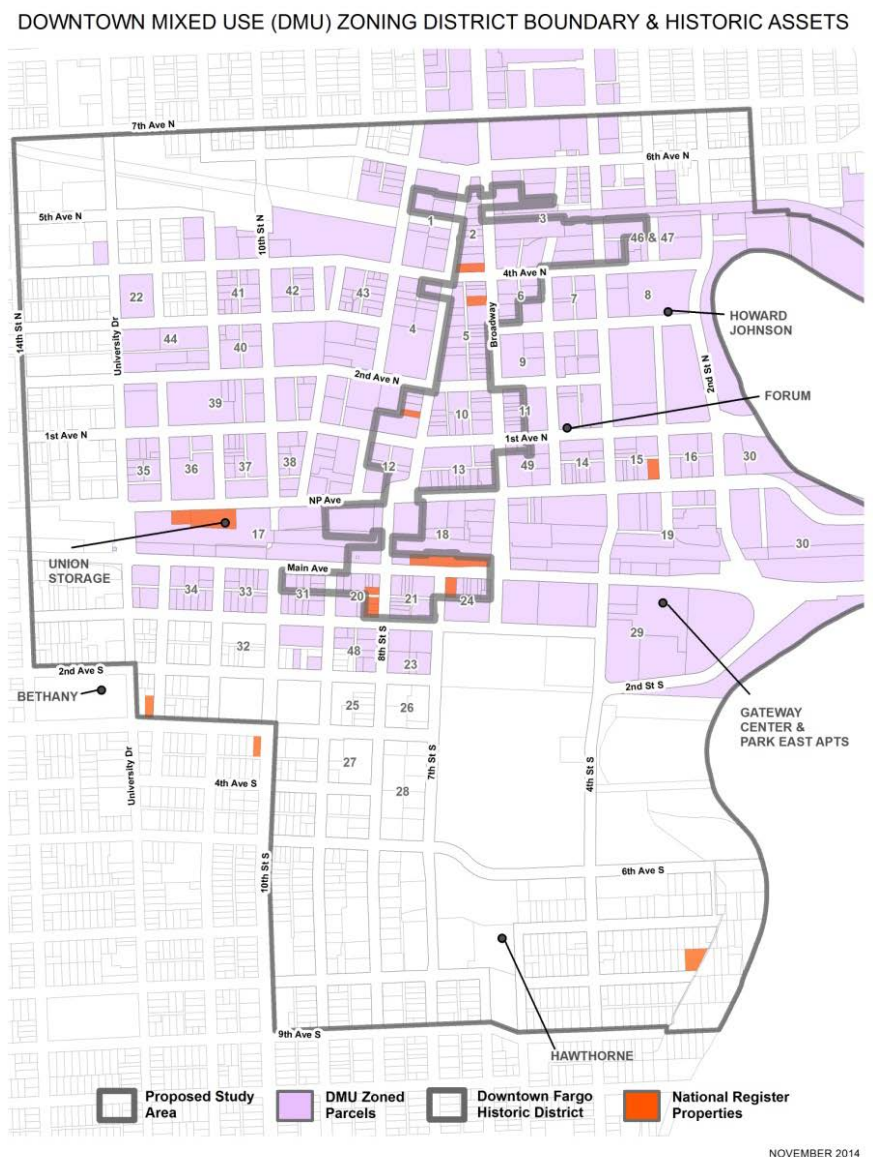 DOWNTOWN MIXED USE (DMU) ZONING DISTRICT BOUNDARY & HISTORIC ASSETS
7th Ave N
6th Ave N
5th Ave N
10th St N
1
2
3
46 & 47
4th Ave N
22
41
42
43
6
7
8
14th St N
University Dr
44
40
4
5
Broadway
9
2nd St N
HOWARD
JOHNSON
2nd Ave N
39
10
11
FORUM
1st Ave N
1st Ave N
35
36
37
38
12
13
49
14
15
16
30
NP Ave
17
18
19
30
UNION
STORAGE
Main Ave
34
33
31
20
21
24
29
8th St S
32
48
23
2nd Ave S
BETHANY
25
26
2nd St S
GATEWAY
CENTER &
PARK EAST APTS
University Dr
4th Ave S
27
28
7th St S
4th St S
10th St S
6th Ave S
9th Ave S
HAWTHORNE
Proposed Study
Area
DMU Zoned
Parcels
Downtown Fargo
Historic District
National Register
Properties
NOVEMBER 2014